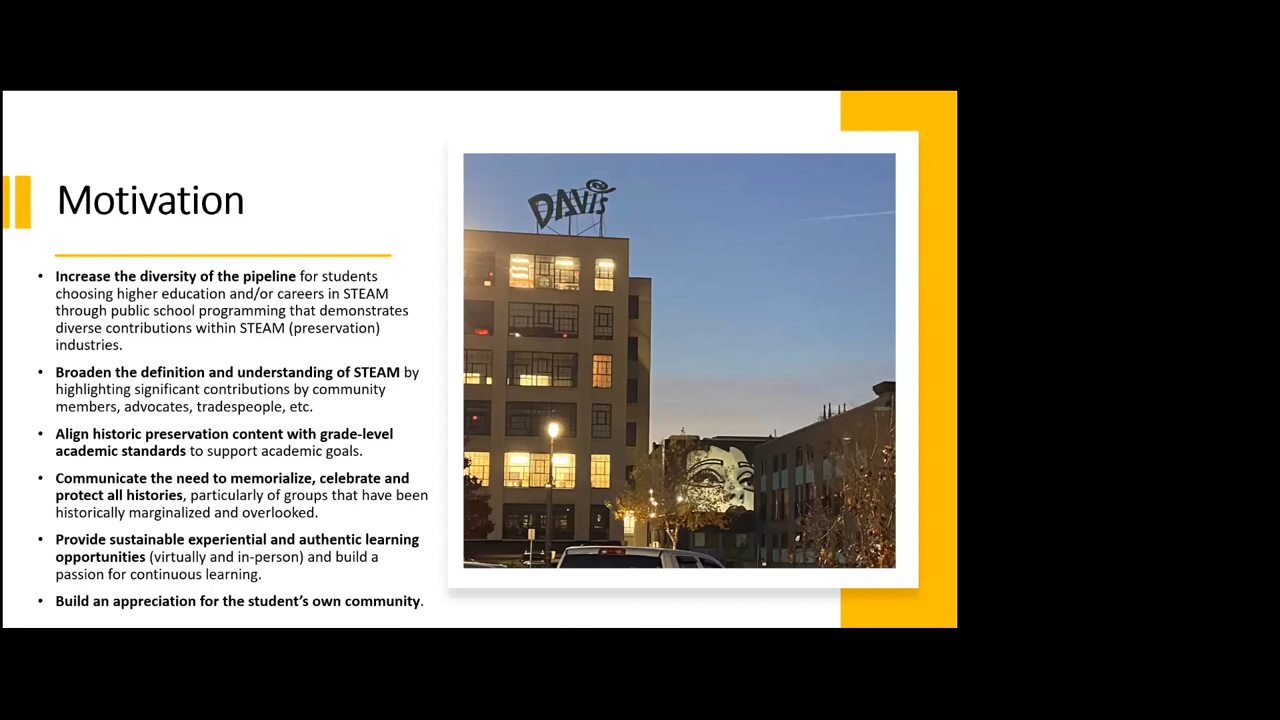 Motivation
• Increase the diversity of the pipeline for students
choosing higher education and/or careers in STEAM
through public school programming that demonstrates
diverse contributions within STEAM (preservation)
industries.
• Broaden the definition and understanding of STEAM by
highlighting significant contributions by community
members, advocates, tradespeople, etc.
• Align historic preservation content with grade-level
academic standards to support academic goals.
• Communicate the need to memorialize, celebrate and
protect all histories, particularly of groups that have been
historically marginalized and overlooked.
• Provide sustainable experiential and authentic learning
opportunities (virtually and in-person) and build a
passion for continuous learning.
• Build an appreciation for the student’s own community.
DAVIS